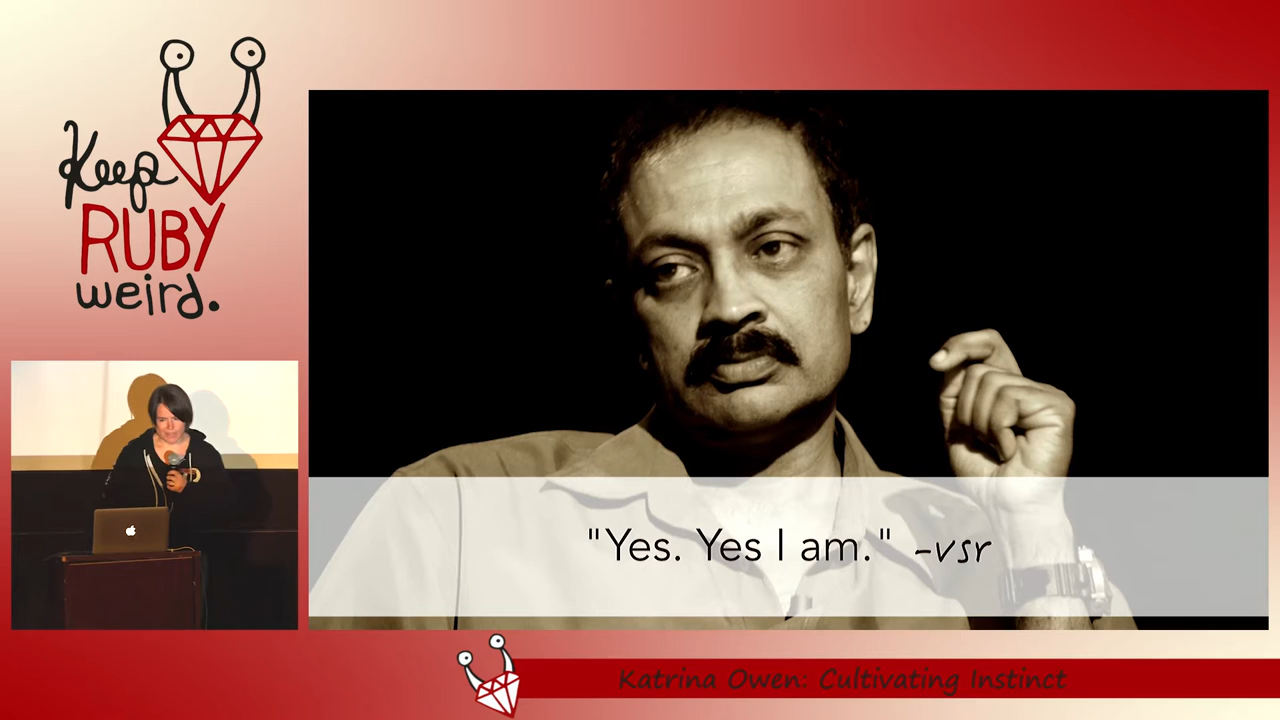 Keep
RUBY
weird.
"Yes. Yes I am." -vsr
Katrina Owen: Cultivating Instinct